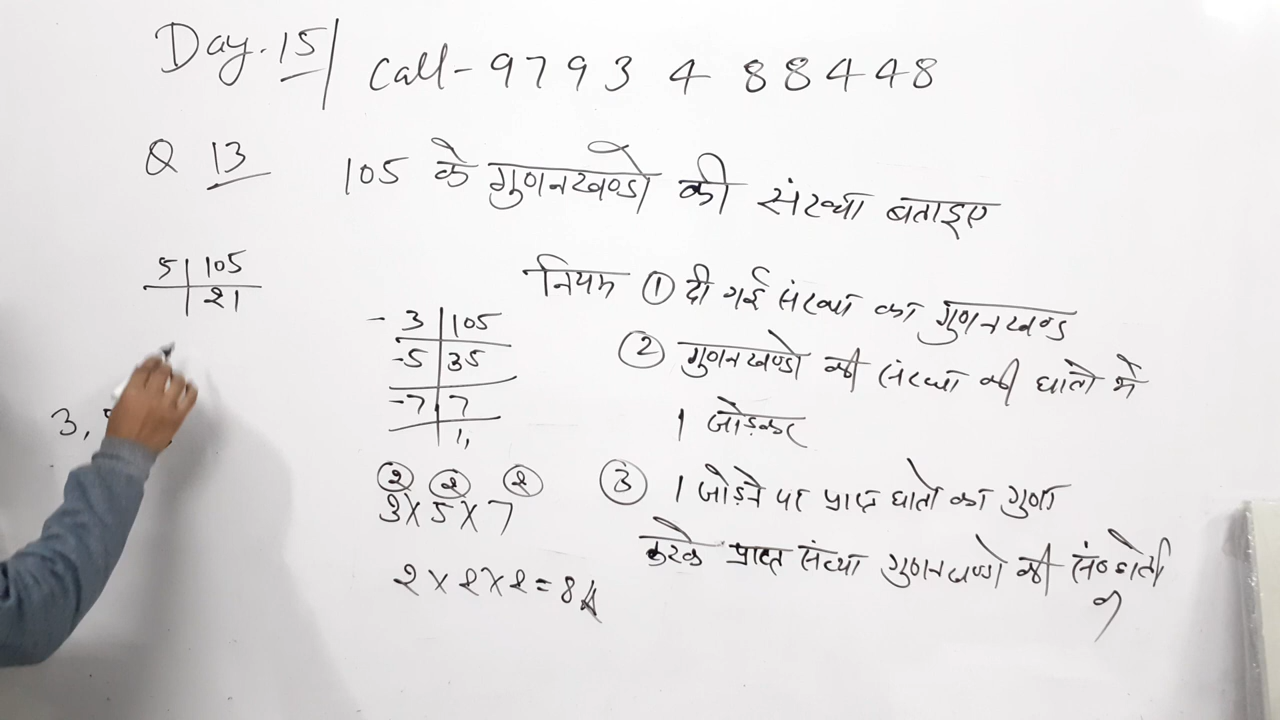 Day. 15 | Call - 9793 4 88448
Q 13 105 के गुणनखण्डो की संख्या बताइए
5 | 105
21
3 | 105
5 | 35
7 | 7
1,
2 2 2
3 x 5 x 7
2 x 2 x 2 = 8
3,
नियम ① दी गई संख्या का गुणनखण्ड
② गुणनखण्डो की संख्या की घातो मे
1 जोड़कर
③ 1 जोड़ने पर प्राप्त घातो का गुणा
करके प्राप्त संख्या गुणनखण्डो की सं० होती